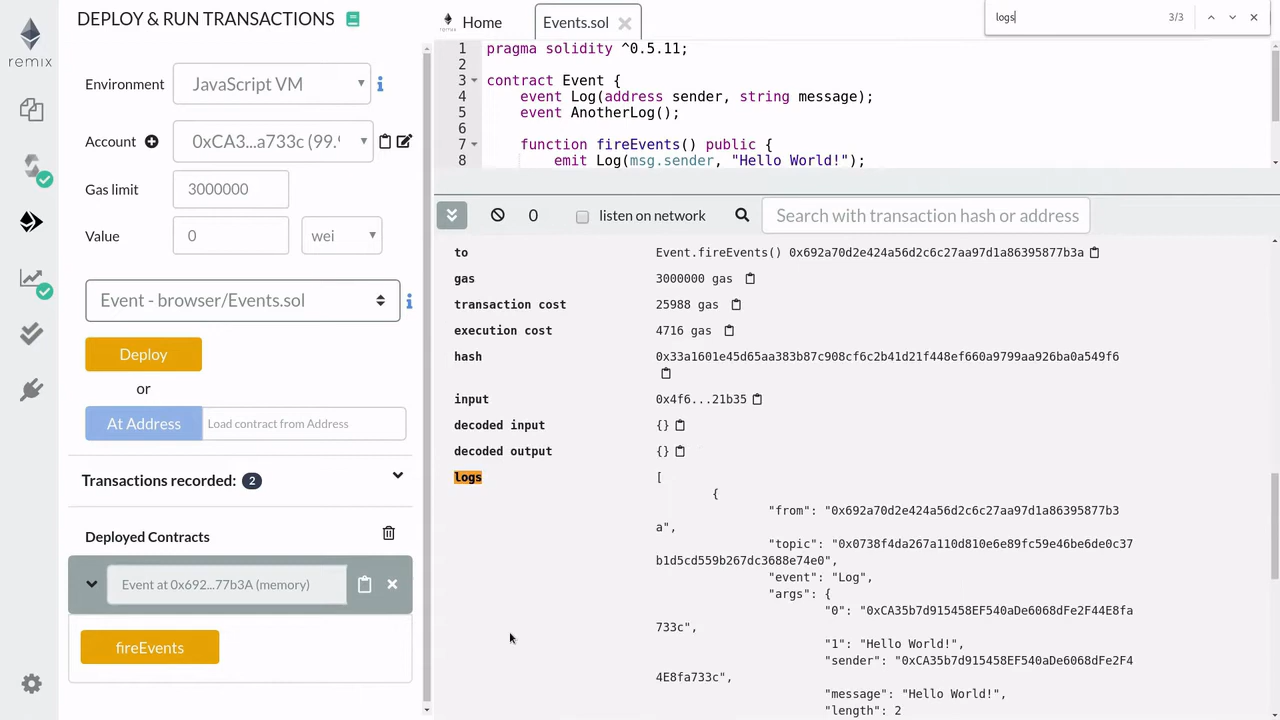 remix
DEPLOY & RUN TRANSACTIONS
Environment
JavaScript VM
Account
0xCA3...a733c (99.
Gas limit
3000000
Value
0
wei
Event - browser/Events.sol
Deploy
or
At Address
Load contract from Address
Transactions recorded: 2
Deployed Contracts
Event at 0x692...77b3A (memory)
fireEvents
Home
Events.sol
logs
3/3
1 pragma solidity ^0.5.11;
2
3 contract Event {
4 event Log(address sender, string message);
5 event AnotherLog();
6
7 function fireEvents() public {
8 emit Log(msg.sender, "Hello World!");
0
listen on network
Search with transaction hash or address
to Event.fireEvents() 0x692a70d2e424a56d2c6c27aa97d1a86395877b3a
gas 3000000 gas
transaction cost 25988 gas
execution cost 4716 gas
hash 0x33a1601e45d65aa383b87c908cf6c2b41d21f448ef660a9799aa926ba0a549f6
input 0x4f6...21b35
decoded input {}
decoded output {}
logs [
{
"from": "0x692a70d2e424a56d2c6c27aa97d1a86395877b3
a",
"topic": "0x0738f4da267a110d810e6e89fc59e46be6de0c37
b1d5cd559b267dc3688e74e0",
"event": "Log",
"args": {
"0": "0xCA35b7d915458EF540aDe6068dFe2F44E8fa
733c",
"1": "Hello World!",
"sender": "0xCA35b7d915458EF540aDe6068dFe2F4
4E8fa733c",
"message": "Hello World!",
"length": 2